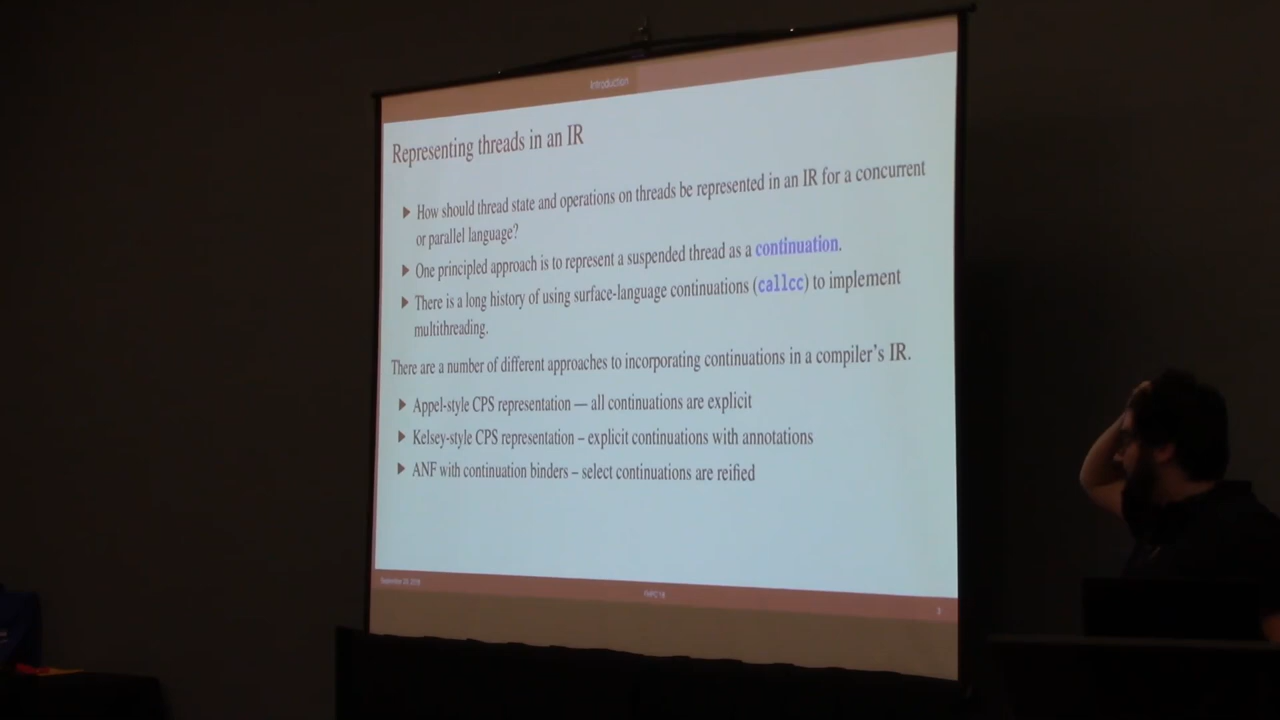 Introduction
Representing threads in an IR
▶ How should thread state and operations on threads be represented in an IR for a concurrent
or parallel language?
▶ One principled approach is to represent a suspended thread as a continuation.
▶ There is a long history of using surface-language continuations (callcc) to implement
multithreading.
There are a number of different approaches to incorporating continuations in a compiler's IR.
▶ Appel-style CPS representation — all continuations are explicit
▶ Kelsey-style CPS representation – explicit continuations with annotations
▶ ANF with continuation binders – select continuations are reified
3